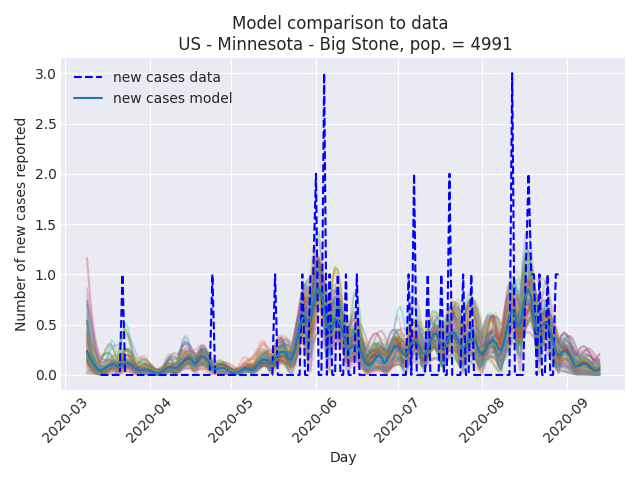 Model comparison to data
US - Minnesota - Big Stone, pop. = 4991
new cases data
new cases model
Number of new cases reported
3.0
2.5
2.0
1.5
1.0
0.5
0.0
2020-03
2020-04
2020-05
2020-06
2020-07
2020-08
2020-09
Day